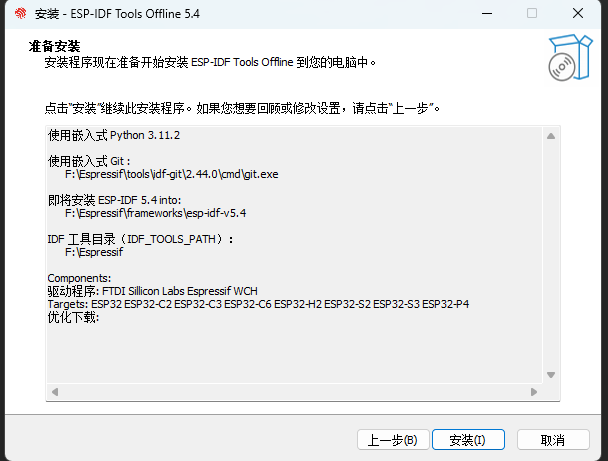 安装 - ESP-IDF Tools Offline 5.4
准备安装
安装程序现在准备开始安装 ESP-IDF Tools Offline 到您的电脑中。
点击“安装”继续此安装程序。如果您想要回顾或修改设置，请点击“上一步”。
使用嵌入式 Python 3.11.2
使用嵌入式 Git :
F:\Espressif\tools\idf-git\2.44.0\cmd\git.exe
即将安装 ESP-IDF 5.4 into:
F:\Espressif\frameworks\esp-idf-v5.4
IDF 工具目录（IDF_TOOLS_PATH）:
F:\Espressif
Components:
驱动程序: FTDI Sillicon Labs Espressif WCH
Targets: ESP32 ESP32-C2 ESP32-C3 ESP32-C6 ESP32-H2 ESP32-S2 ESP32-S3 ESP32-P4
优化下载:
上一步(B) 安装(I) 取消